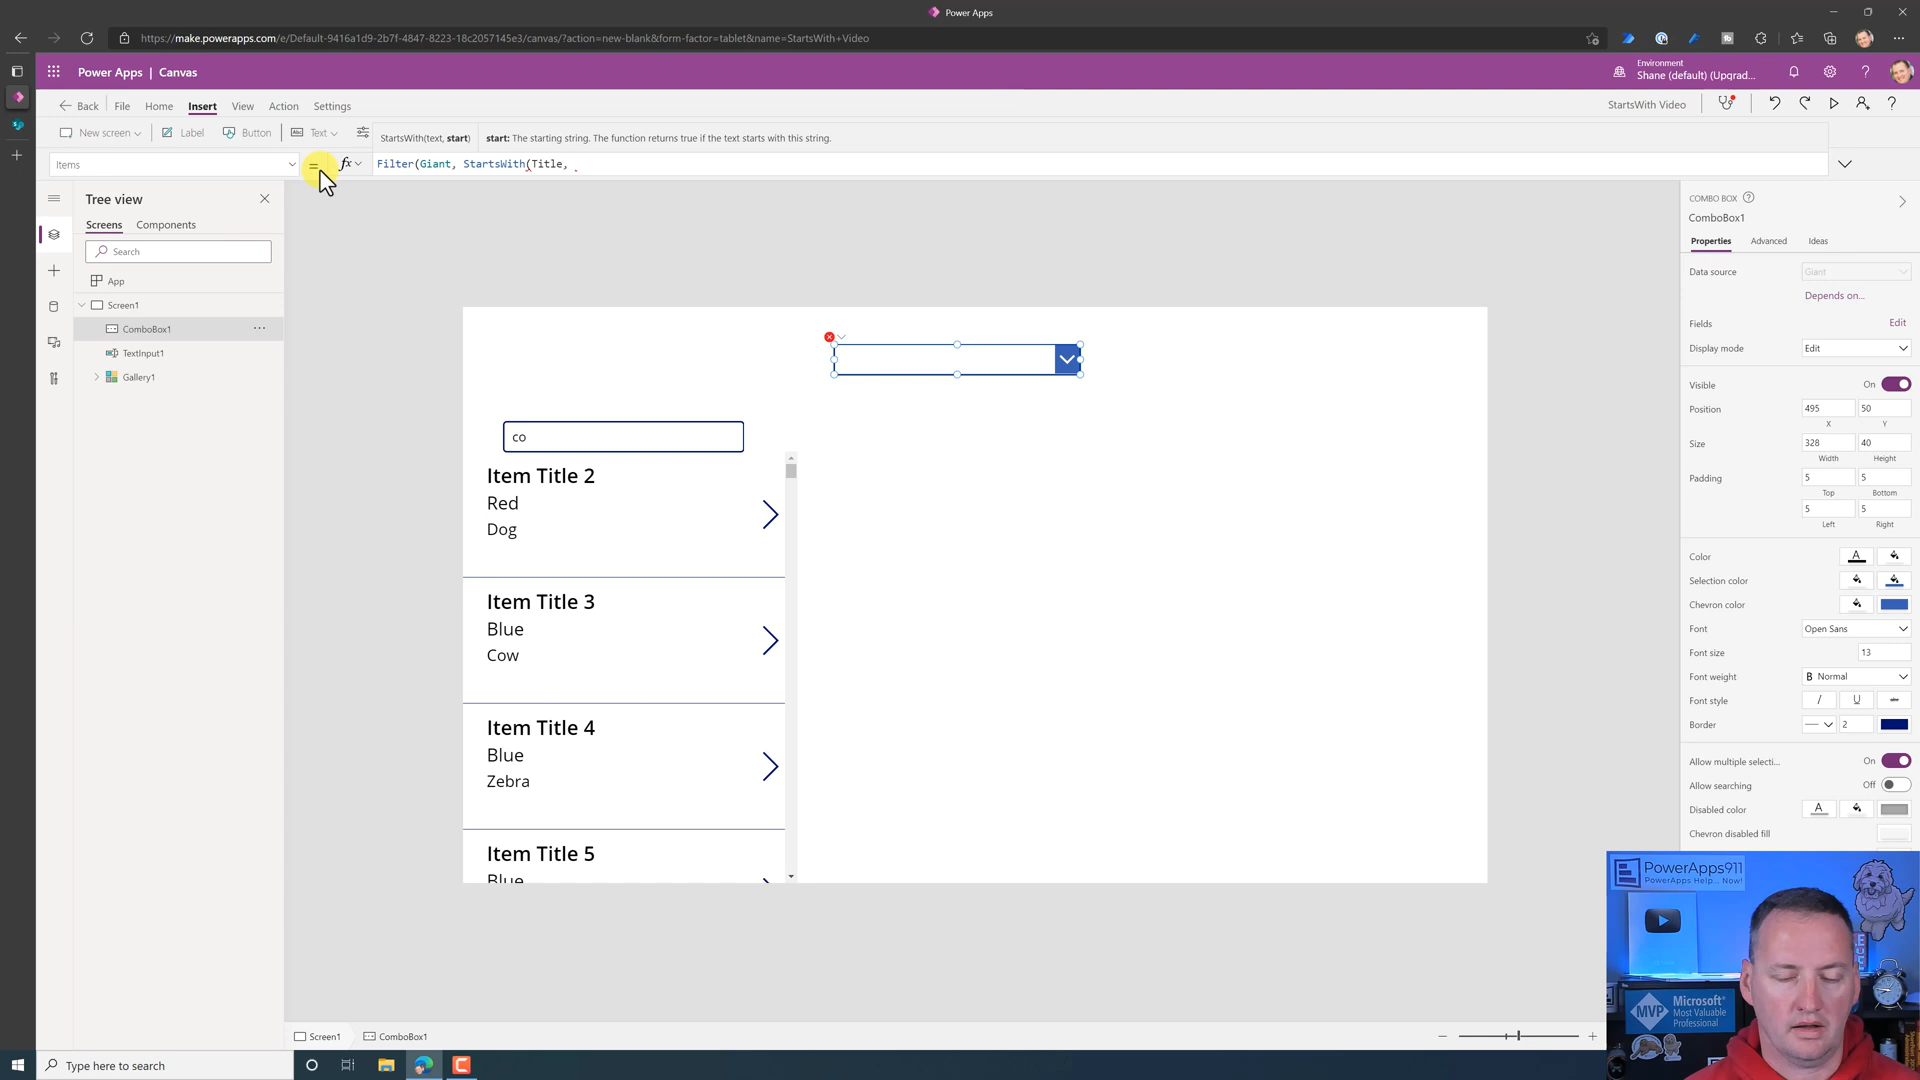 Power Apps
https://make.powerapps.com/e/Default-9416a1d9-2b7f-4847-8223-18c2057145e3/canvas/?action=new-blank&form-factor=tablet&name=StartsWith+Video
Power Apps | Canvas
Environment
Shane (default) (Upgrad...
Back File Home Insert View Action Settings
StartsWith Video
New screen Label Button Text
StartsWith(text, start) start: The starting string. The function returns true if the text starts with this string.
Items = fx Filter(Giant, StartsWith(Title,
Tree view
Screens Components
Search
App
Screen1
ComboBox1
TextInput1
Gallery1
co
Item Title 2
Red
Dog
Item Title 3
Blue
Cow
Item Title 4
Blue
Zebra
Item Title 5
Blue
COMBO BOX
ComboBox1
Properties Advanced Ideas
Data source Giant
Depends on...
Fields Edit
Display mode Edit
Visible On
Position 495 50
X Y
Size 328 40
Width Height
Padding 5 5
Top Bottom
5 5
Left Right
Color
Selection color
Chevron color
Font Open Sans
Font size 13
Font weight B Normal
Font style
Border 2
Allow multiple selecti... On
Allow searching Off
Disabled color
Chevron disabled fill
PowerApps911
PowerApps Help... Now!
Microsoft®
MVP Most Valuable
Professional
Screen1 ComboBox1
Type here to search